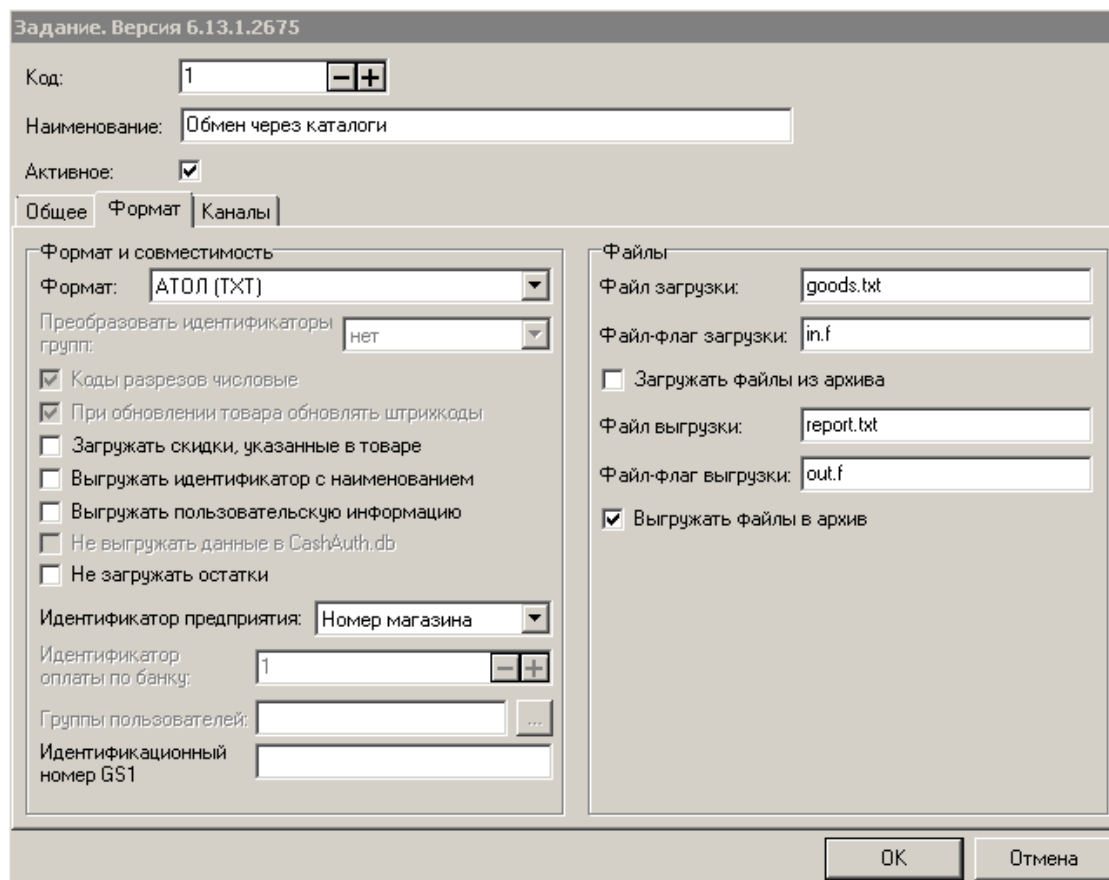 Задание. Версия 6.13.1.2675
Код: 1
Наименование: Обмен через каталоги
Активное:
Общее Формат Каналы
Формат и совместимость
Формат: АТОЛ (TXT)
Преобразовать идентификаторы
групп: нет
Коды разрезов числовые
При обновлении товара обновлять штрихкоды
Загружать скидки, указанные в товаре
Выгружать идентификатор с наименованием
Выгружать пользовательскую информацию
Не выгружать данные в CashAuth.db
Не загружать остатки
Идентификатор предприятия: Номер магазина
Идентификатор
оплаты по банку: 1
Группы пользователей: ...
Идентификационный
номер GS1
Файлы
Файл загрузки: goods.txt
Файл-флаг загрузки: in.f
Загружать файлы из архива
Файл выгрузки: report.txt
Файл-флаг выгрузки: out.f
Выгружать файлы в архив
OK Отмена